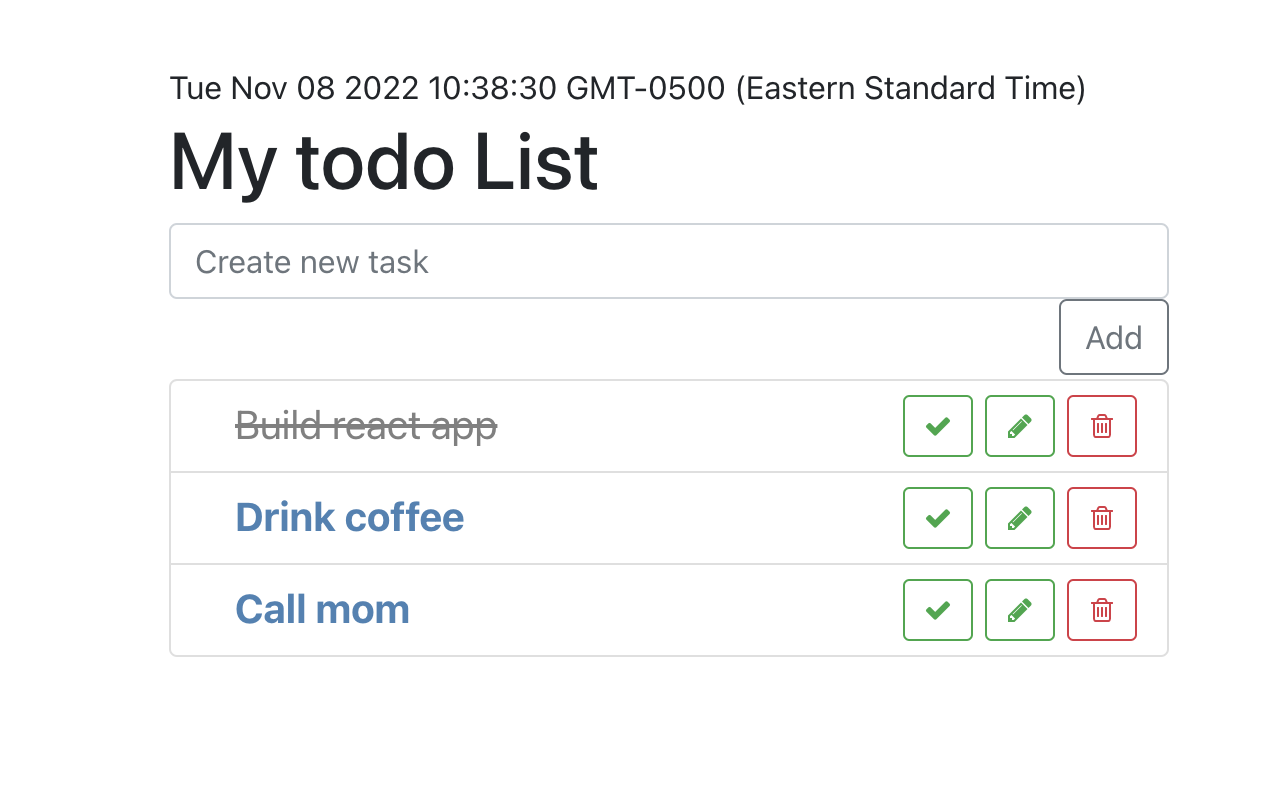 Tue Nov 08 2022 10:38:30 GMT-0500 (Eastern Standard Time)
My todo List
Create new task
Add
Build react app
Drink coffee
Call mom